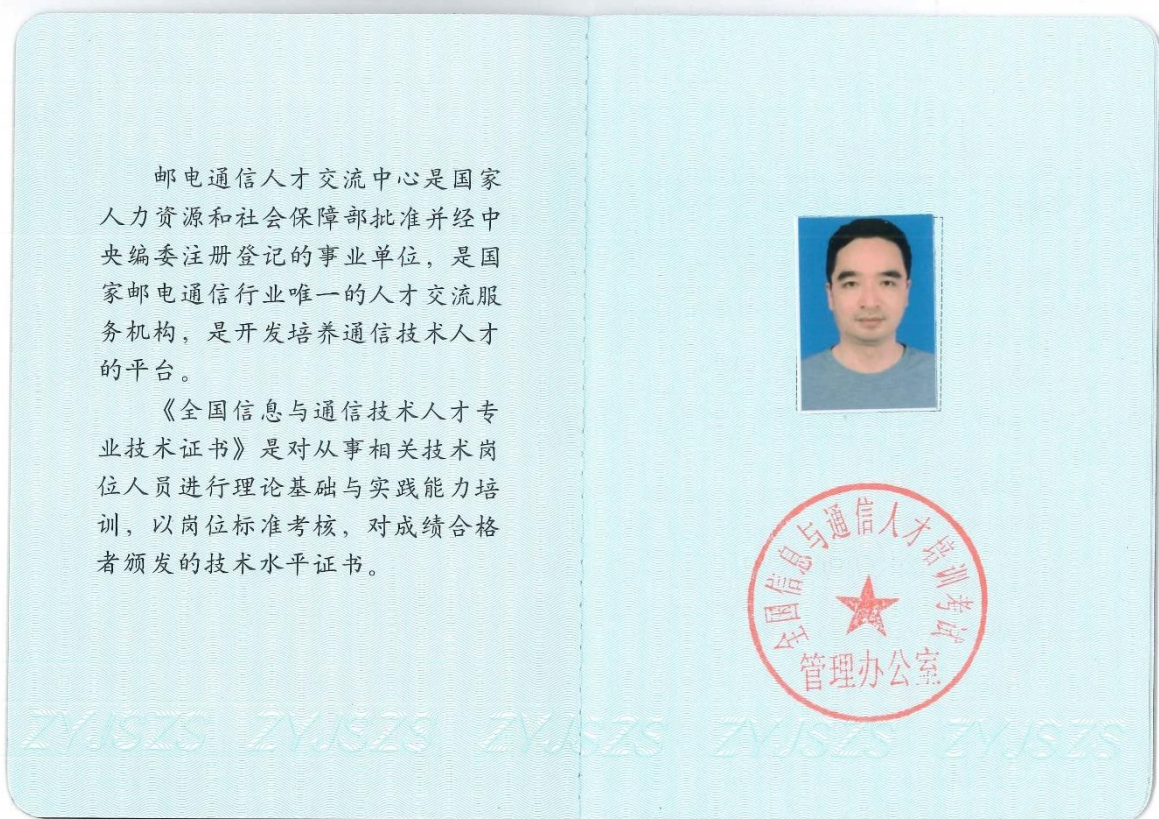 邮电通信人才交流中心是国家
人力资源和社会保障部批准并经中
央编委注册登记的事业单位，是国
家邮电通信行业唯一的人才交流服
务机构，是开发培养通信技术人才
的平台。
《全国信息与通信技术人才专
业技术证书》是对从事相关技术岗
位人员进行理论基础与实践能力培
训，以岗位标准考核，对成绩合格
者颁发的技术水平证书。
全国信息与通信人才培训考试
管理办公室
ZYJSZS ZYJSZS ZYJSZS ZYJSZS ZYJSZS